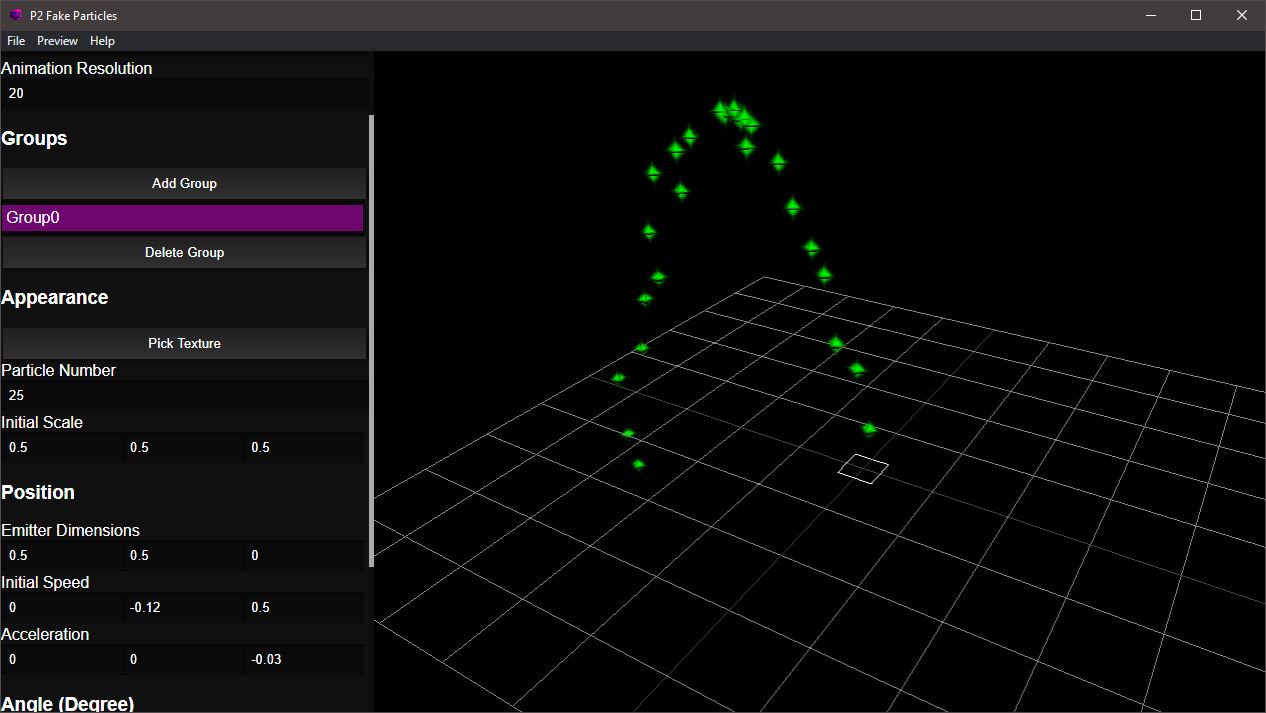 P2 Fake Particles
File Preview Help
Animation Resolution
20
Groups
Add Group
Group0
Delete Group
Appearance
Pick Texture
Particle Number
25
Initial Scale
0.5 0.5 0.5
Position
Emitter Dimensions
0.5 0.5 0
Initial Speed
0 -0.12 0.5
Acceleration
0 0 -0.03
Angle (Degree)